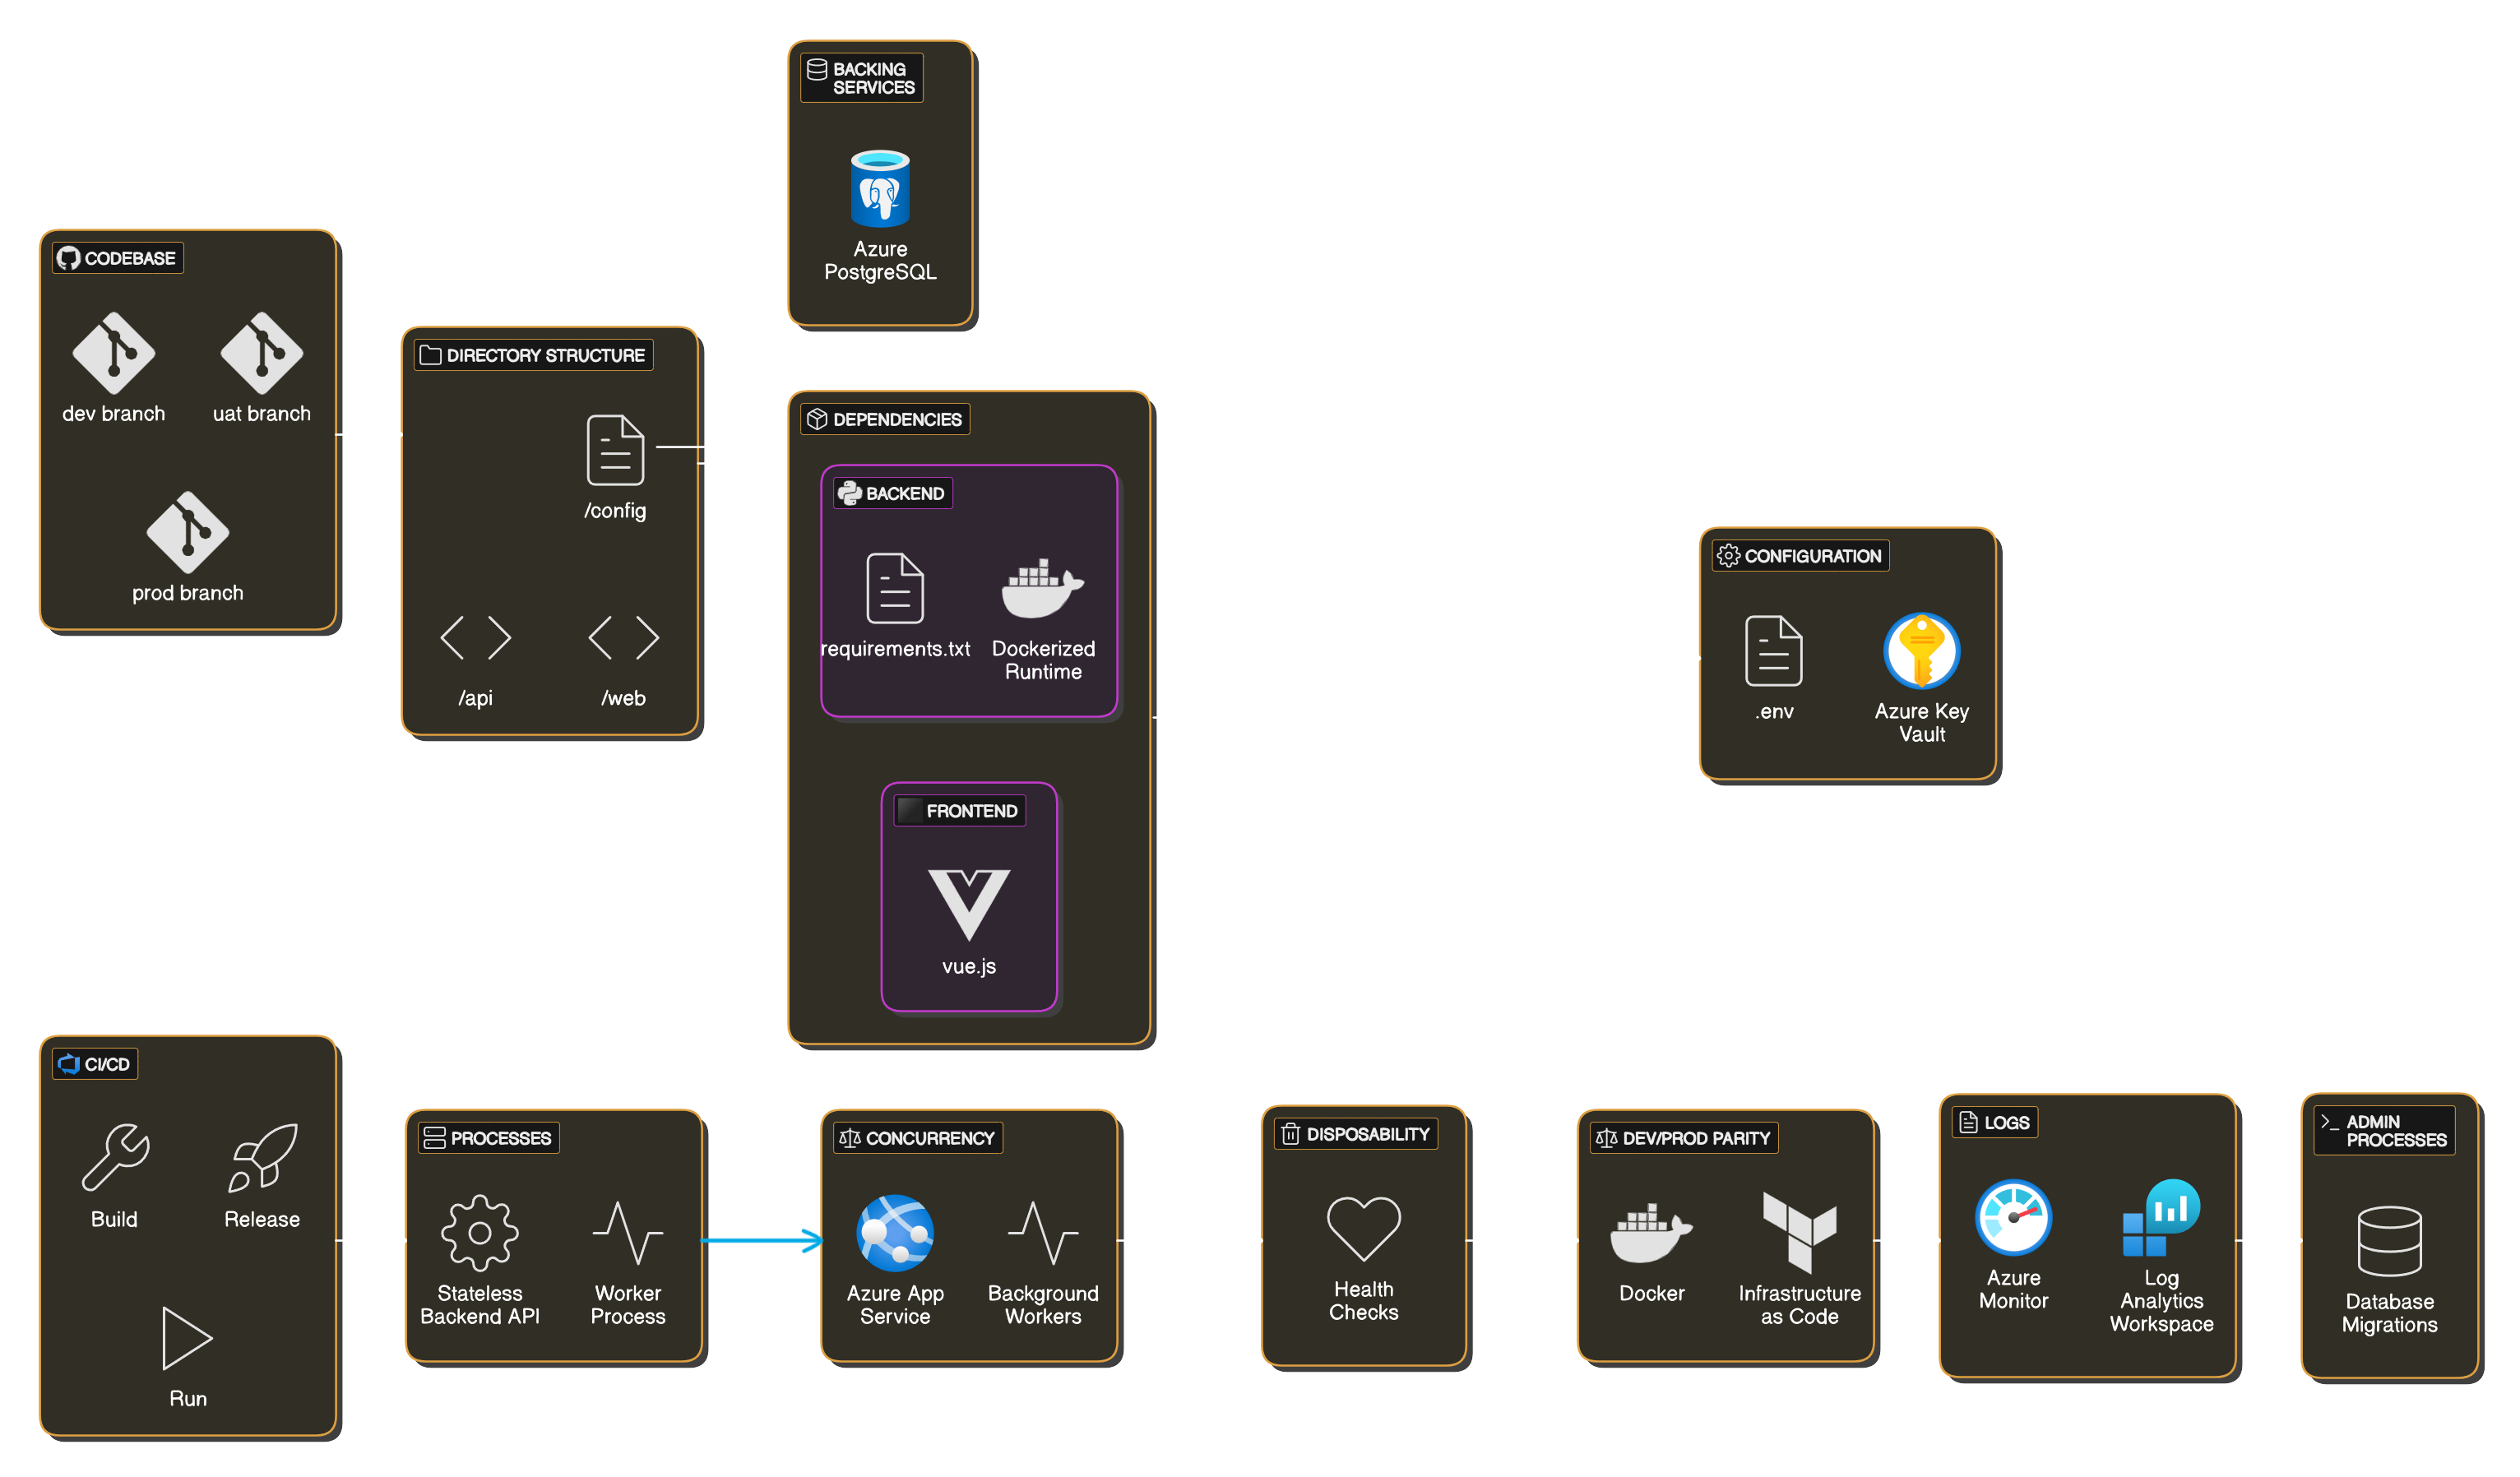 BACKING
SERVICES
Azure
PostgreSQL
CODEBASE
dev branch
uat branch
prod branch
DIRECTORY STRUCTURE
/config
/api
/web
DEPENDENCIES
BACKEND
requirements.txt
Dockerized
Runtime
FRONTEND
vue.js
CONFIGURATION
.env
Azure Key
Vault
CI/CD
Build
Release
Run
PROCESSES
Stateless
Backend API
Worker
Process
CONCURRENCY
Azure App
Service
Background
Workers
DISPOSABILITY
Health
Checks
DEV/PROD PARITY
Docker
Infrastructure
as Code
LOGS
Azure
Monitor
Log
Analytics
Workspace
ADMIN
PROCESSES
Database
Migrations